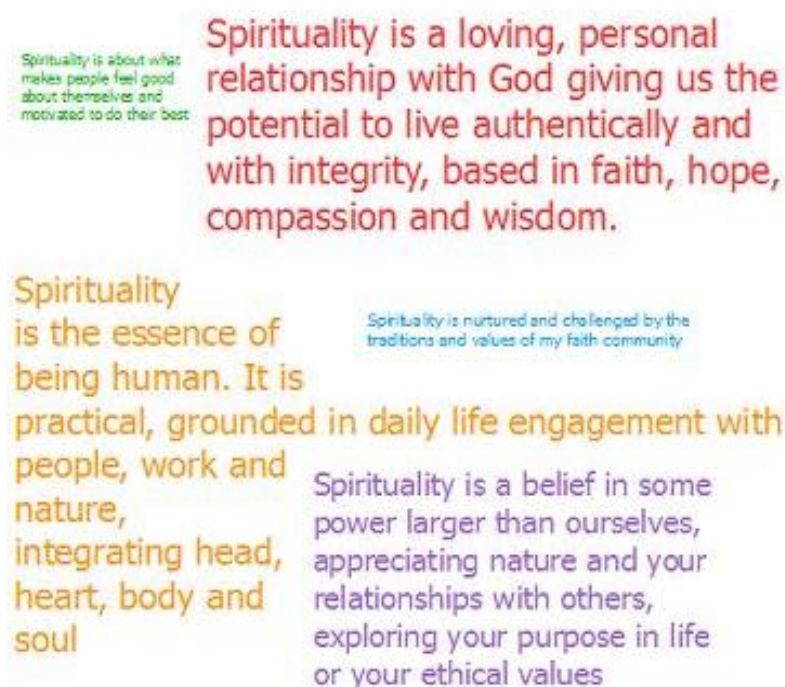 Spirituality is about what
makes people feel good
about themselves and
motivated to do their best
Spirituality is a loving, personal
relationship with God giving us the
potential to live authentically and
with integrity, based in faith, hope,
compassion and wisdom.
Spirituality
is the essence of
being human. It is
practical, grounded in daily life engagement with
people, work and
nature,
integrating head,
heart, body and
soul
Spirituality is nurtured and challenged by the
traditions and values of my faith community
Spirituality is a belief in some
power larger than ourselves,
appreciating nature and your
relationships with others,
exploring your purpose in life
or your ethical values